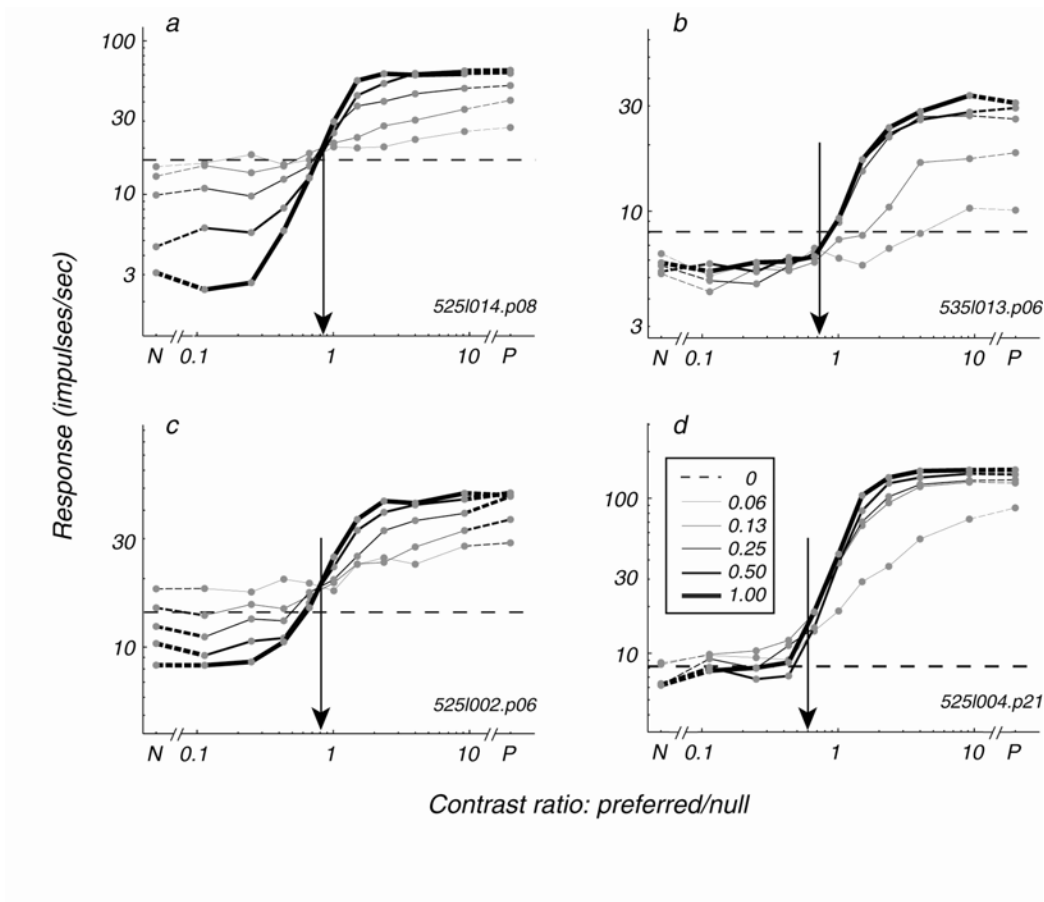 a
100
30
10
3
525l014.p08
N 0.1 1 10 P
b
30
10
3
535l013.p06
N 0.1 1 10 P
Response (impulses/sec)
c
30
10
525l002.p06
N 0.1 1 10 P
d
100
30
10
0
0.06
0.13
0.25
0.50
1.00
525l004.p21
N 0.1 1 10 P
Contrast ratio: preferred/null